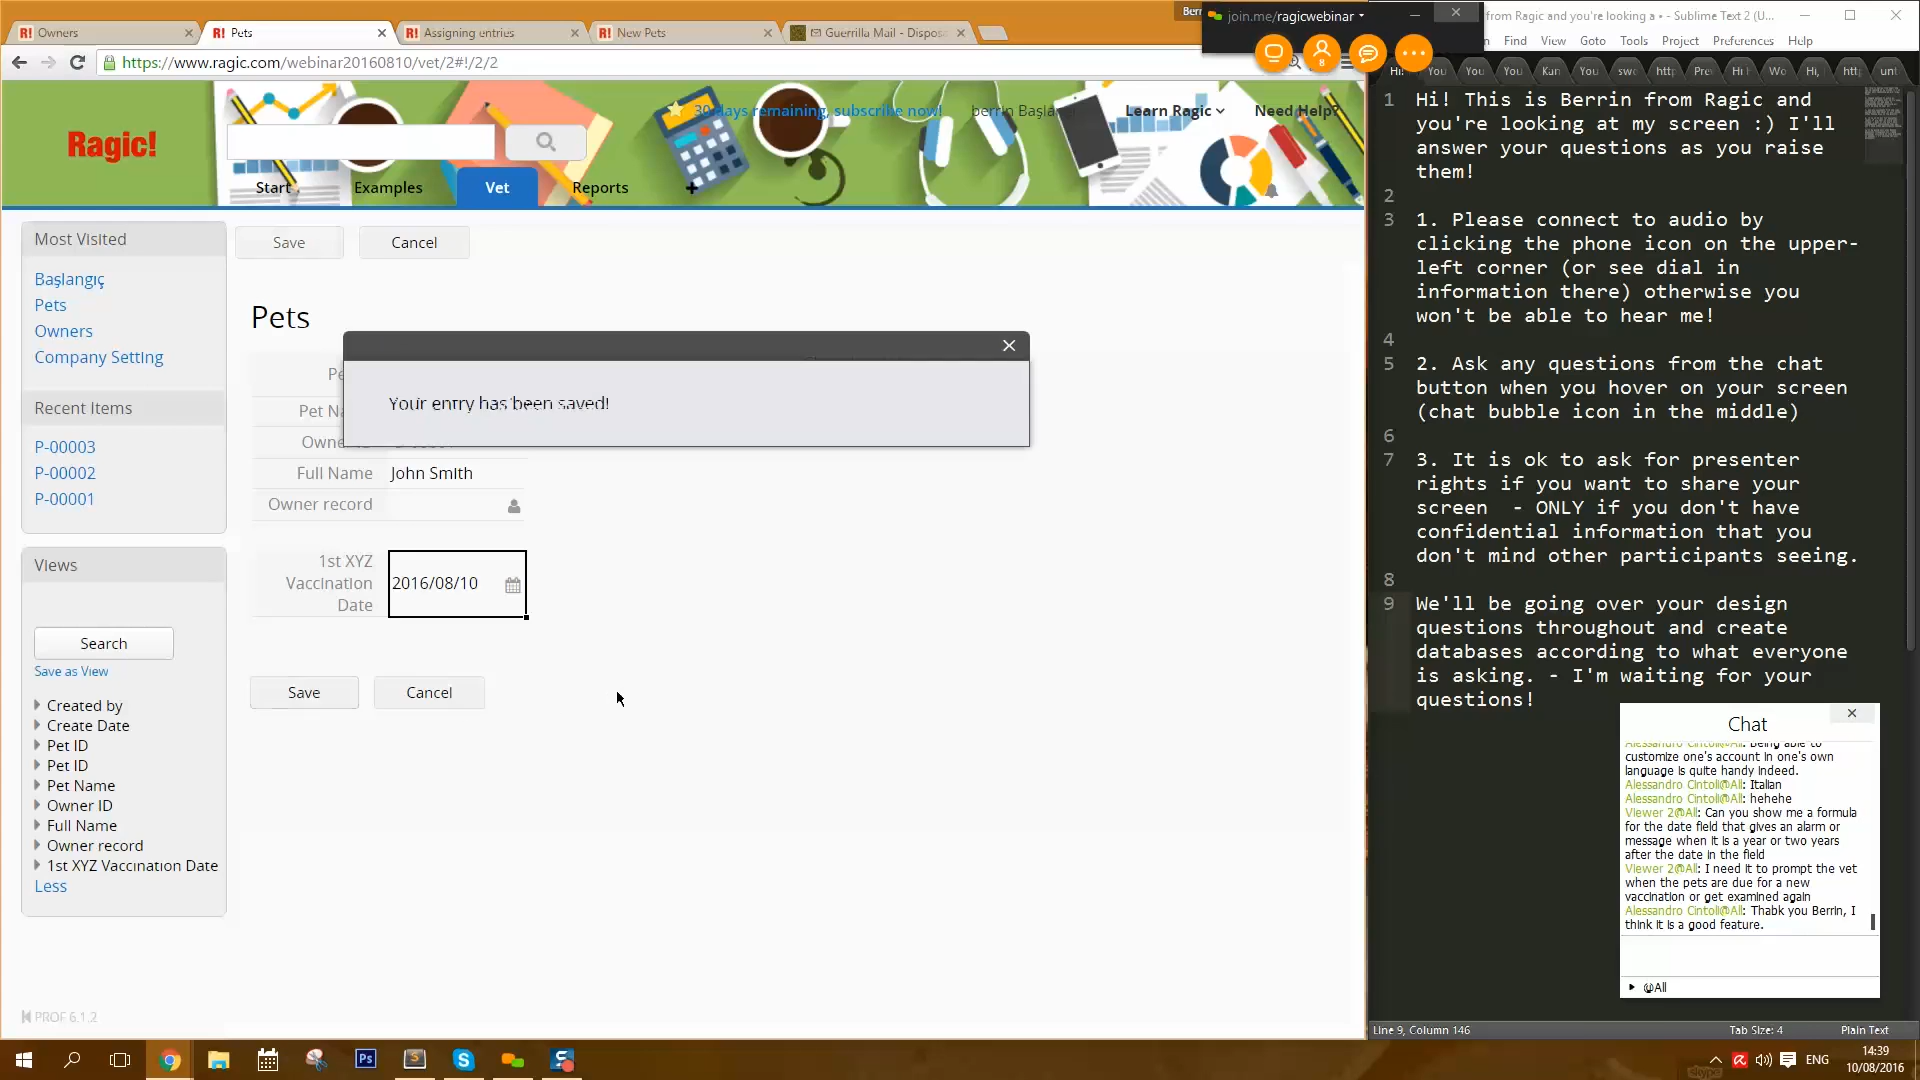 Owners
Pets
Assigning entries
New Pets
Guerrilla Mail - Dispos
join.me/ragicwebinar
from Ragic and you're looking a • - Sublime Text 2 (U...
https://www.ragic.com/webinar20160810/vet/2#!/2/2
8
Find View Goto Tools Project Preferences Help
Ragic!
30 days remaining, subscribe now!
Learn Ragic
Need Help?
Start
Examples
Vet
Reports
+
Most Visited
Başlangıç
Pets
Owners
Company Setting
Recent Items
P-00003
P-00002
P-00001
Views
Search
Save as View
Created by
Create Date
Pet ID
Pet ID
Pet Name
Owner ID
Full Name
Owner record
1st XYZ Vaccination Date
Less
PROF 6.1.2
Save
Cancel
Pets
Your entry has been saved!
Full Name John Smith
Owner record
1st XYZ
Vaccination
Date
2016/08/10
Save
Cancel
1 Hi! This is Berrin from Ragic and
you're looking at my screen :) I'll
answer your questions as you raise
them!
2
3 1. Please connect to audio by
clicking the phone icon on the upper-
left corner (or see dial in
information there) otherwise you
won't be able to hear me!
4
5 2. Ask any questions from the chat
button when you hover on your screen
(chat bubble icon in the middle)
6
7 3. It is ok to ask for presenter
rights if you want to share your
screen - ONLY if you don't have
confidential information that you
don't mind other participants seeing.
8
9 We'll be going over your design
questions throughout and create
databases according to what everyone
is asking. - I'm waiting for your
questions!
Chat
Alessandro Cintoli@All: Being able to
customize one's account in one's own
language is quite handy indeed.
Alessandro Cintoli@All: Italian
Alessandro Cintoli@All: hehehe
Viewer 2@All: Can you show me a formula
for the date field that gives an alarm or
message when it is a year or two years
after the date in the field
Viewer 2@All: I need it to prompt the vet
when the pets are due for a new
vaccination or get examined again
Alessandro Cintoli@All: Thabk you Berrin, I
think it is a good feature.
@All
Line 9, Column 146
Tab Size: 4
Plain Text
ENG
14:39
10/08/2016